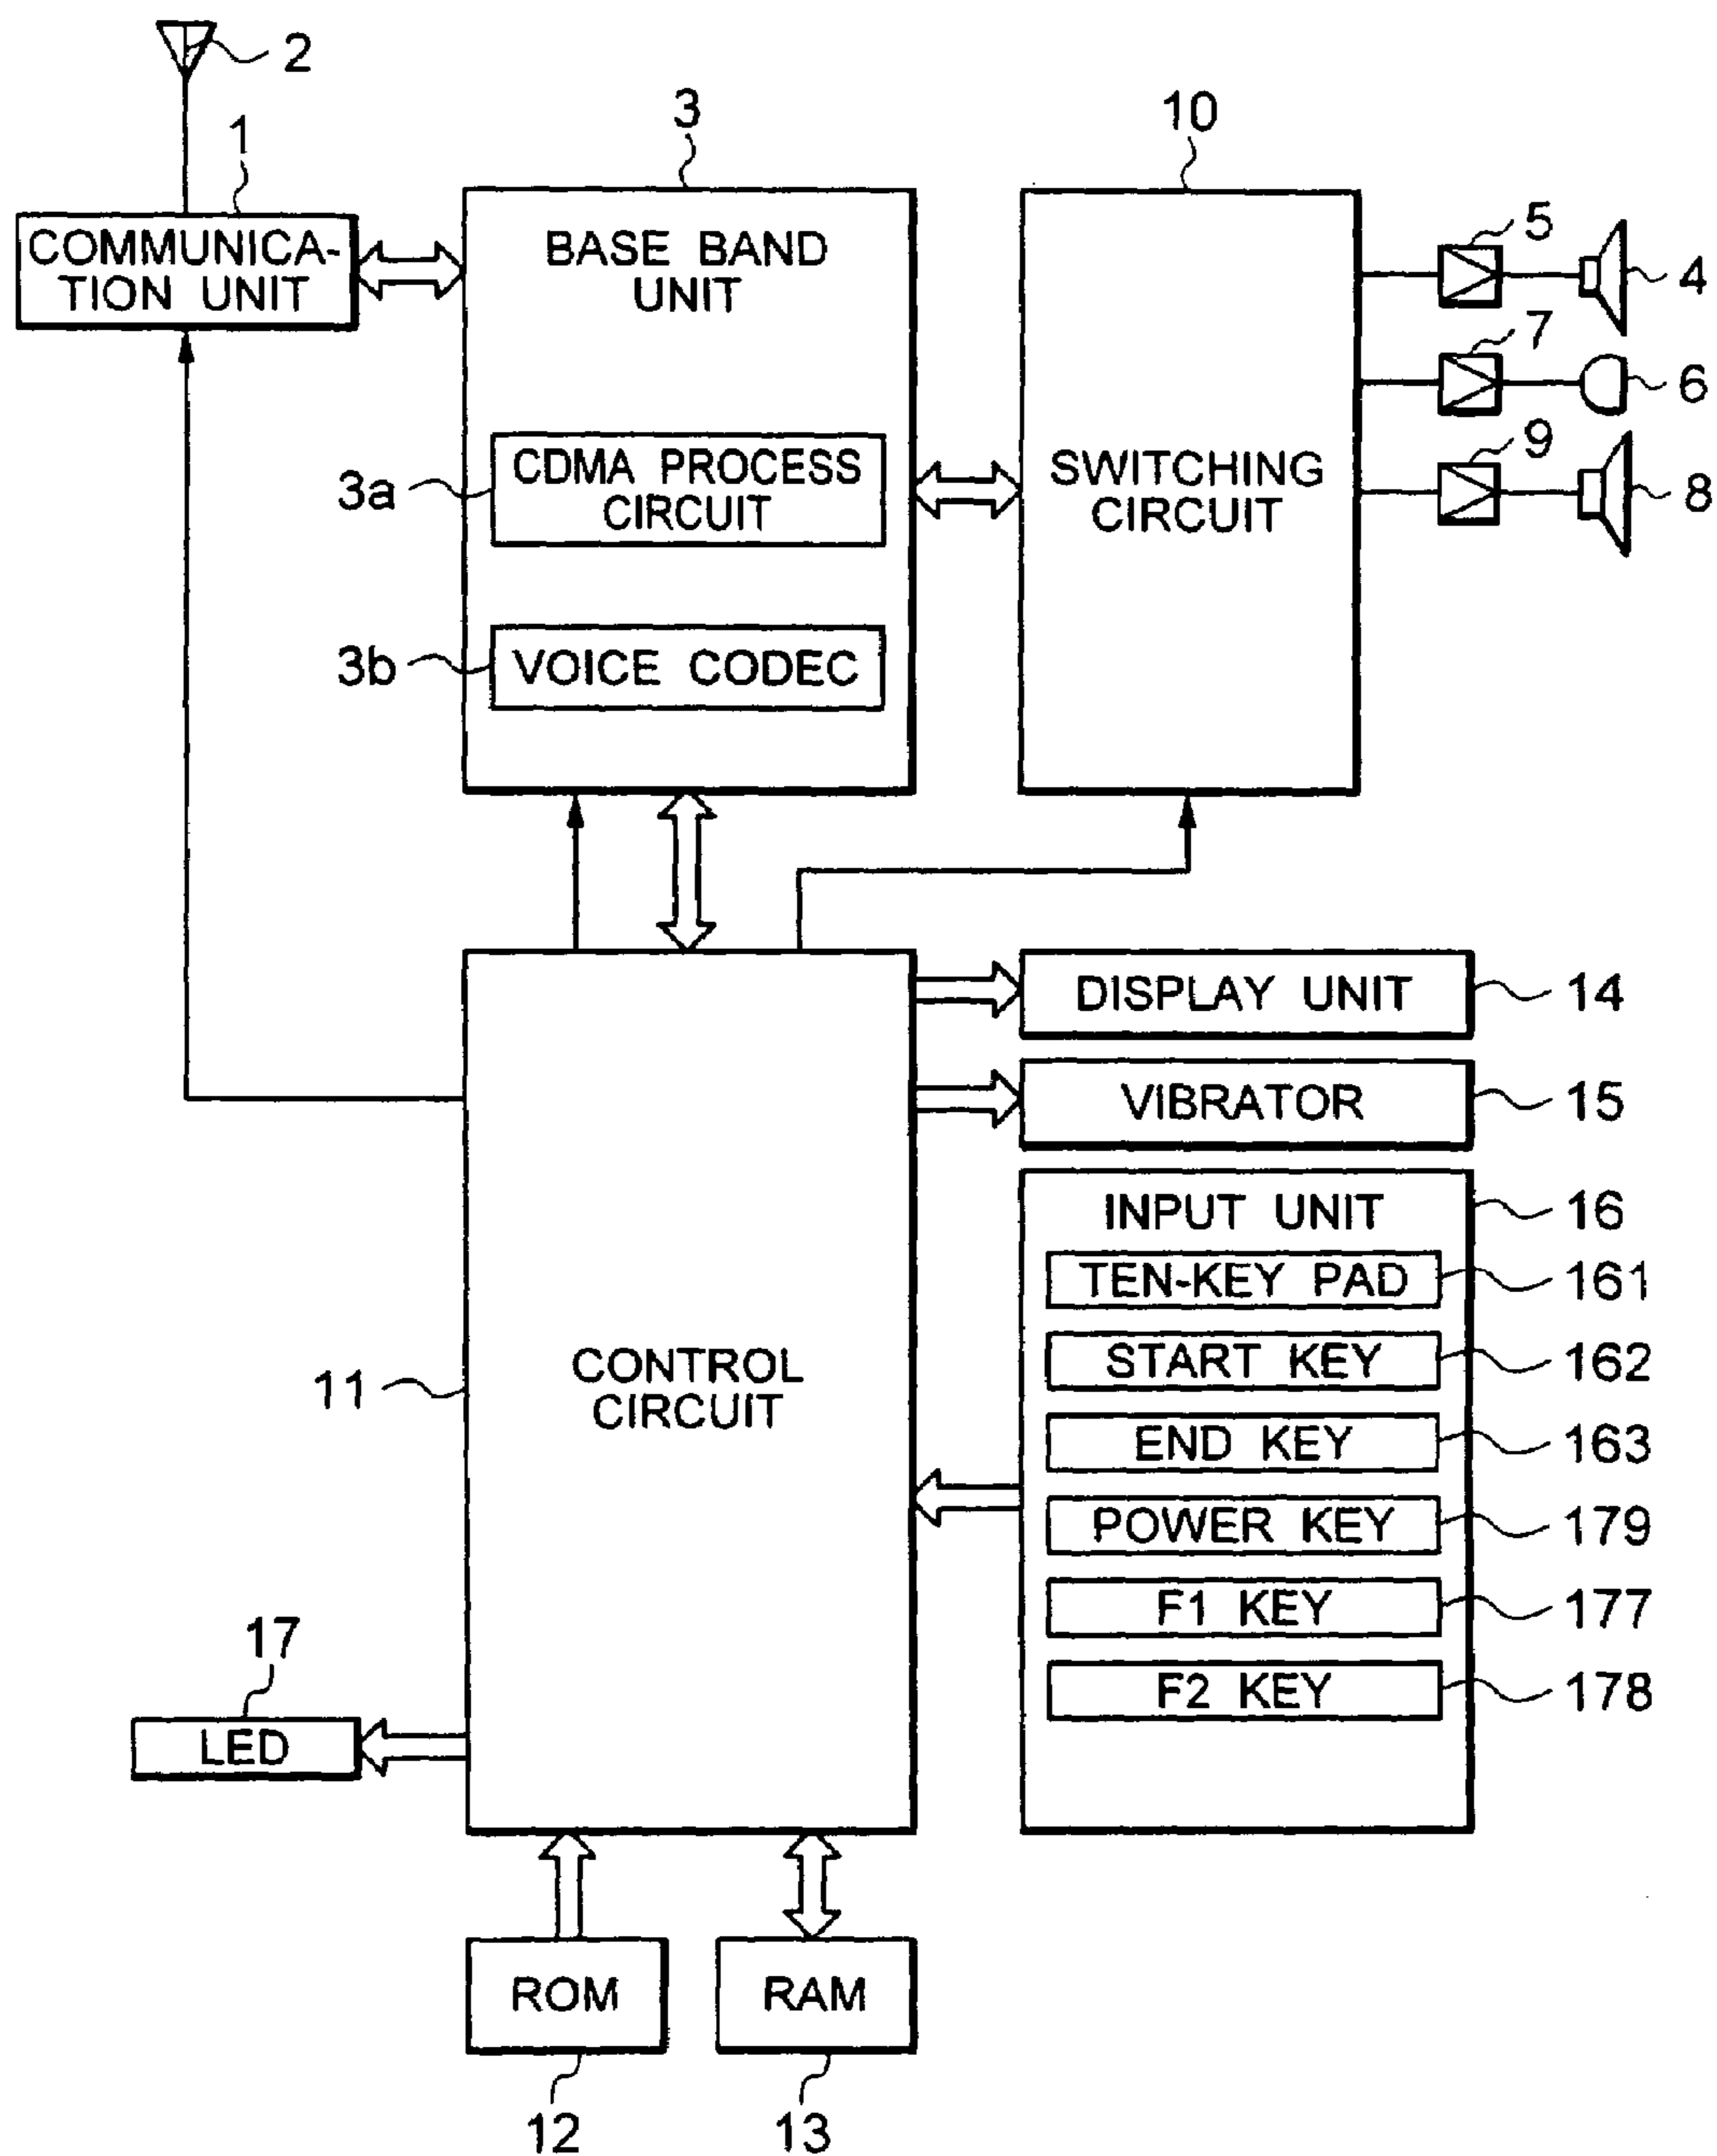 2
1
3
10
COMMUNICA-
TION UNIT
BASE BAND
UNIT
5
4
7
6
9
8
CDMA PROCESS
CIRCUIT
3a
SWITCHING
CIRCUIT
VOICE CODEC
3b
DISPLAY UNIT
14
VIBRATOR
15
INPUT UNIT
16
TEN-KEY PAD
161
START KEY
162
CONTROL
CIRCUIT
11
END KEY
163
POWER KEY
179
F1 KEY
177
F2 KEY
178
17
LED
ROM
RAM
12
13